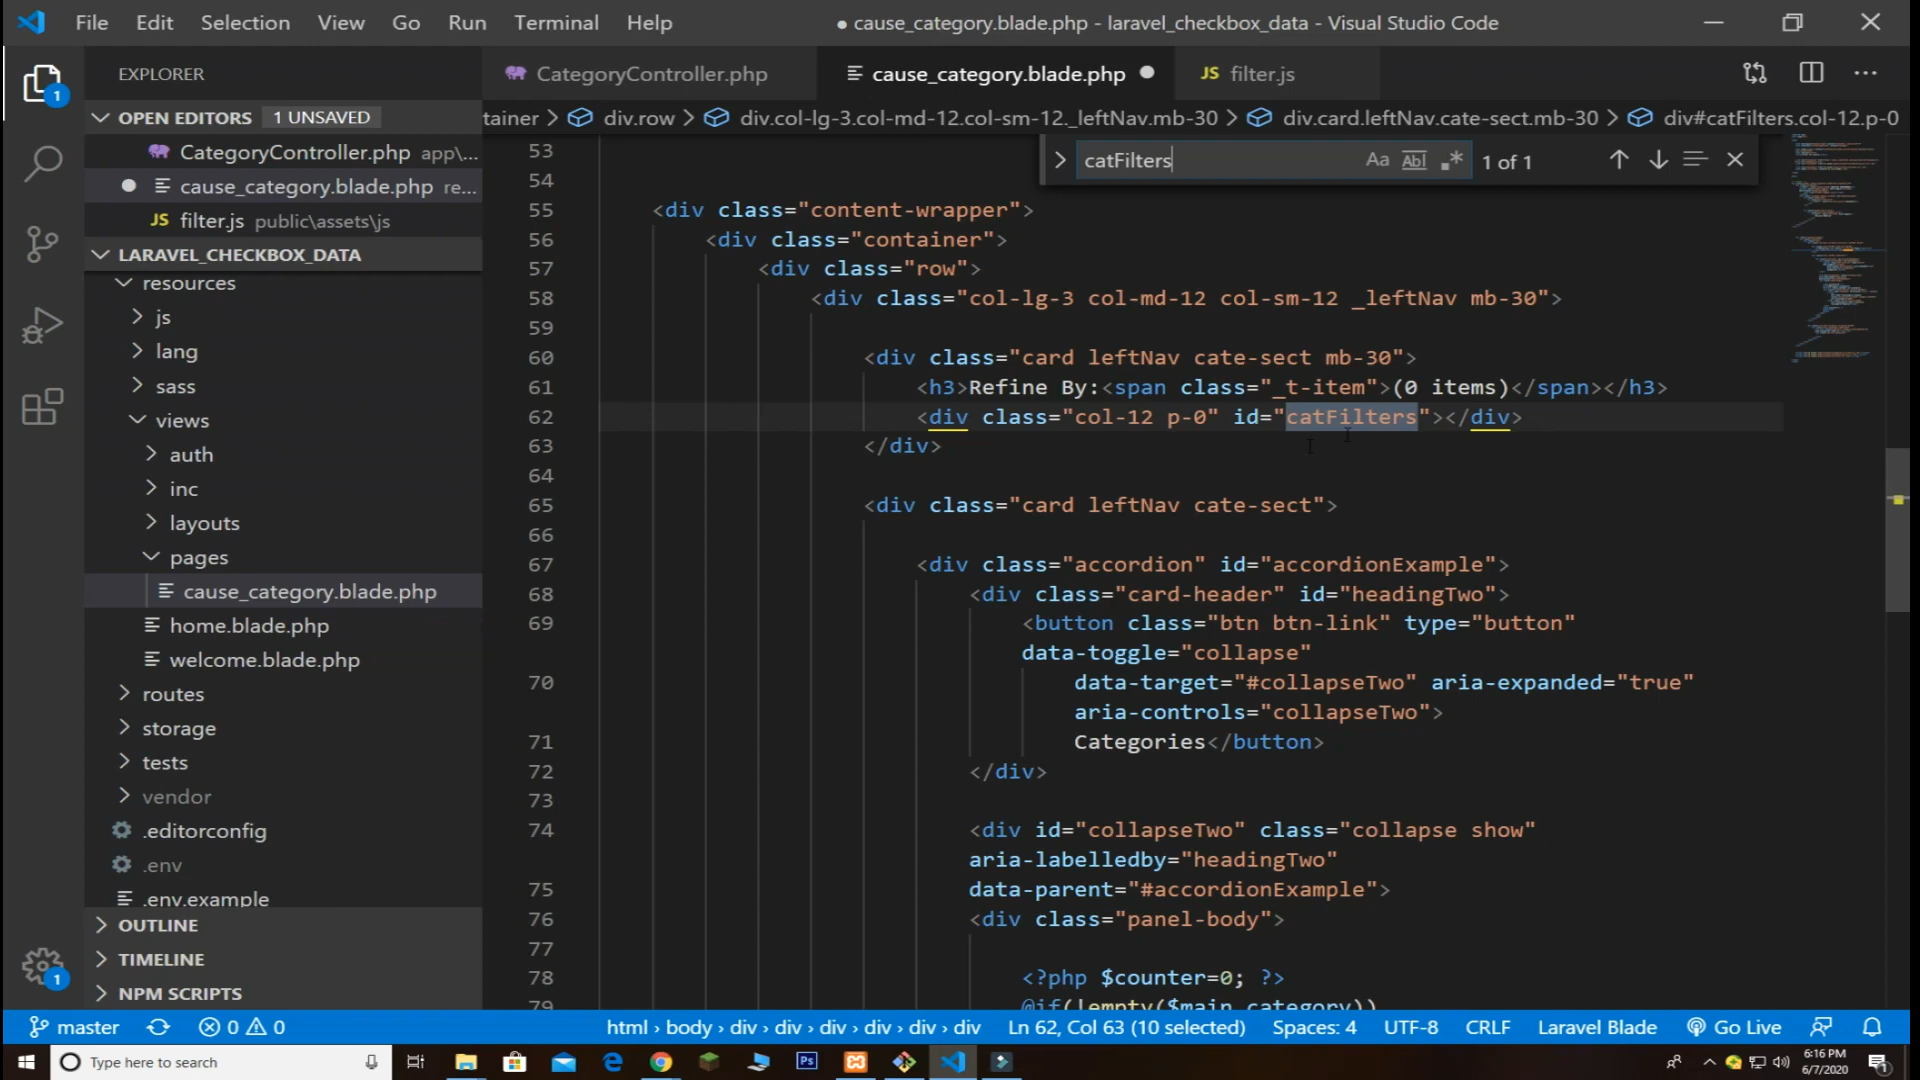 File Edit Selection View Go Run Terminal Help
● cause_category.blade.php - laravel_checkbox_data - Visual Studio Code
EXPLORER
CategoryController.php
cause_category.blade.php
JS filter.js
OPEN EDITORS 1 UNSAVED
tainer > div.row > div.col-lg-3.col-md-12.col-sm-12._leftNav.mb-30 > div.card.leftNav.cate-sect.mb-30 > div#catFilters.col-12.p-0
CategoryController.php app\...
cause_category.blade.php re...
JS filter.js public\assets\js
LARAVEL_CHECKBOX_DATA
resources
js
lang
sass
views
auth
inc
layouts
pages
cause_category.blade.php
home.blade.php
welcome.blade.php
routes
storage
tests
vendor
.editorconfig
.env
.env.example
OUTLINE
TIMELINE
NPM SCRIPTS
1
1
catFilters Aa Abl .* 1 of 1
53
54
55 <div class="content-wrapper">
56 <div class="container">
57 <div class="row">
58 <div class="col-lg-3 col-md-12 col-sm-12 _leftNav mb-30">
59
60 <div class="card leftNav cate-sect mb-30">
61 <h3>Refine By:<span class="_t-item">(0 items)</span></h3>
62 <div class="col-12 p-0" id="catFilters"></div>
63 </div>
64
65 <div class="card leftNav cate-sect">
66
67 <div class="accordion" id="accordionExample">
68 <div class="card-header" id="headingTwo">
69 <button class="btn btn-link" type="button"
data-toggle="collapse"
70 data-target="#collapseTwo" aria-expanded="true"
aria-controls="collapseTwo">
71 Categories</button>
72 </div>
73
74 <div id="collapseTwo" class="collapse show"
aria-labelledby="headingTwo"
75 data-parent="#accordionExample">
76 <div class="panel-body">
77
78 <?php $counter=0; ?>
79 @if(!empty($main_category))
master 0 0 html › body › div › div › div › div › div › div Ln 62, Col 63 (10 selected) Spaces: 4 UTF-8 CRLF Laravel Blade Go Live
Type here to search
Ps
6:16 PM
6/7/2020
1